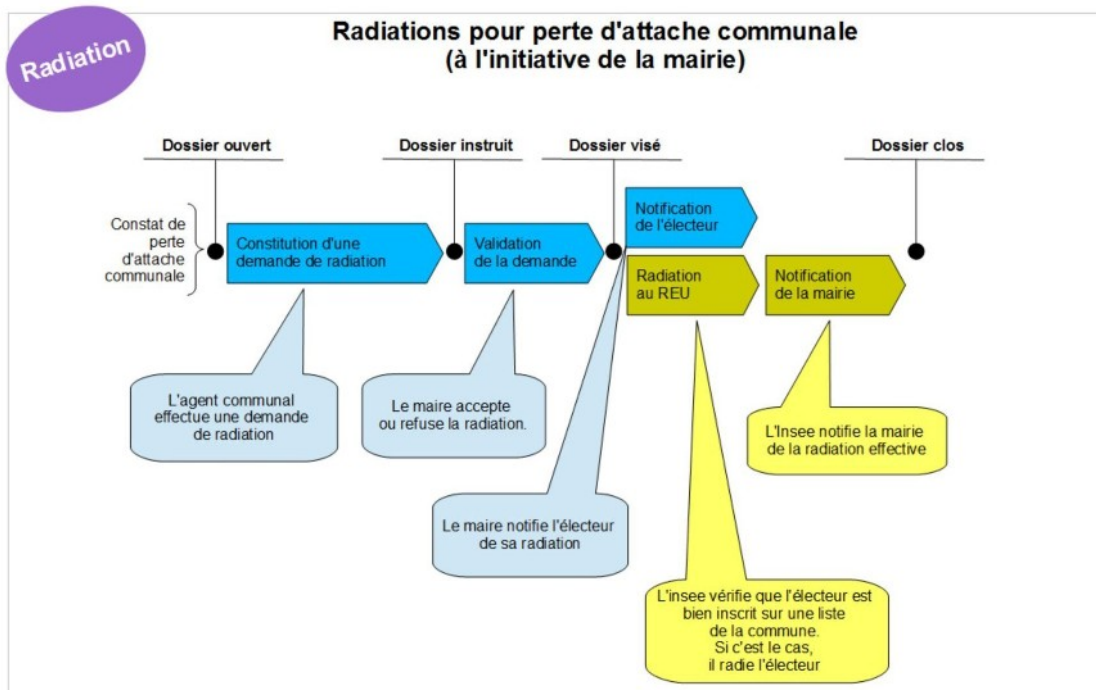 Radiation
Radiations pour perte d'attache communale
(à l'initiative de la mairie)
Dossier ouvert
Dossier instruit
Dossier visé
Dossier clos
Constat de
perte
d'attache
communale
Constitution d'une
demande de radiation
Validation
de la demande
Notification
de l'électeur
Radiation
au REU
Notification
de la mairie
L'agent communal
effectue une demande
de radiation
Le maire accepte
ou refuse la radiation.
Le maire notifie l'électeur
de sa radiation
L'Insee notifie la mairie
de la radiation effective
L'insee vérifie que l'électeur est
bien inscrit sur une liste
de la commune.
Si c'est le cas,
il radie l'électeur